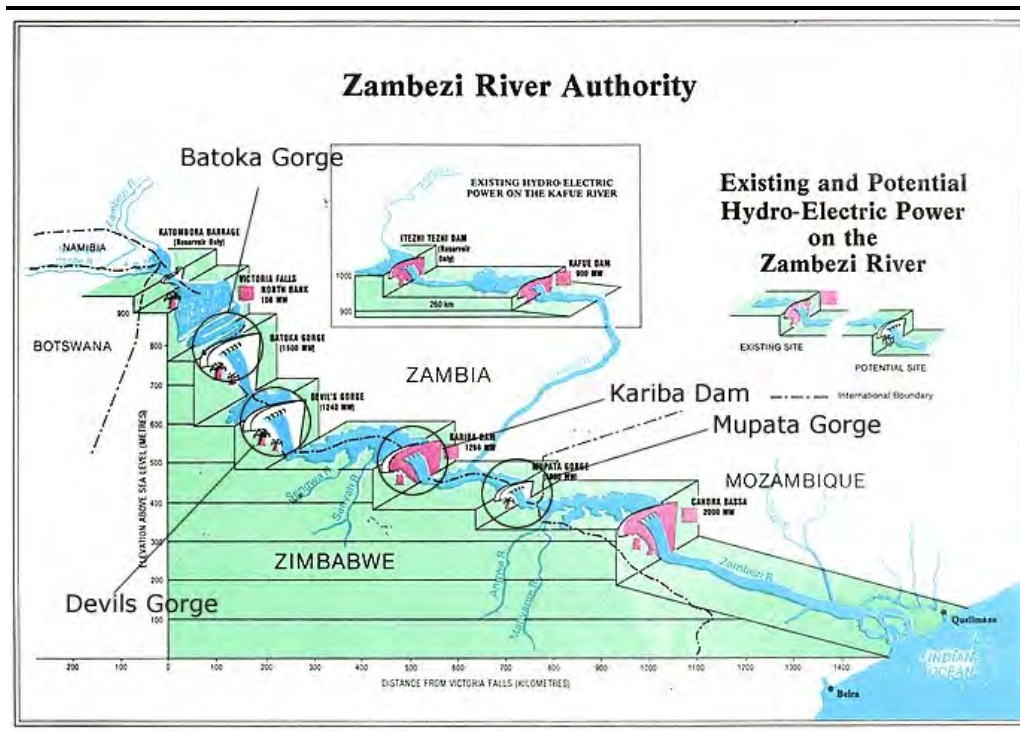 Zambezi River Authority
Batoka Gorge
EXISTING HYDRO-ELECTRIC
POWER ON THE KAFUE RIVER
Existing and Potential
Hydro-Electric Power
on the
Zambezi River
Zambezi R.
KATOMBORA BARRAGE
(Reservoir Only)
NAMIBIA
ITEZHI TEZHI DAM
(Reservoir
Only)
KAFUE DAM
900 MW
1000
900
260 km
VICTORIA FALLS
NORTH BANK
108 MW
900
BOTSWANA
BATOKA GORGE
(1500 MW)
EXISTING SITE
POTENTIAL SITE
International Boundary
ZAMBIA
800
700
600
500
400
300
200
100
DEVIL'S GORGE
(1240 MW)
Kariba Dam
KARIBA DAM
1266 MW
Mupata Gorge
MUPATA GORGE
MOZAMBIQUE
CAHORA BASSA
2000 MW
ELEVATION ABOVE SEA LEVEL (METRES)
Sanyati R.
ZIMBABWE
Zambezi R.
Devils Gorge
Quelimane
INDIAN
OCEAN
Beira
200 100 0 100 200 300 400 500 600 700 800 900 1000 1100 1200 1300 1400
DISTANCE FROM VICTORIA FALLS (KILOMETRES)